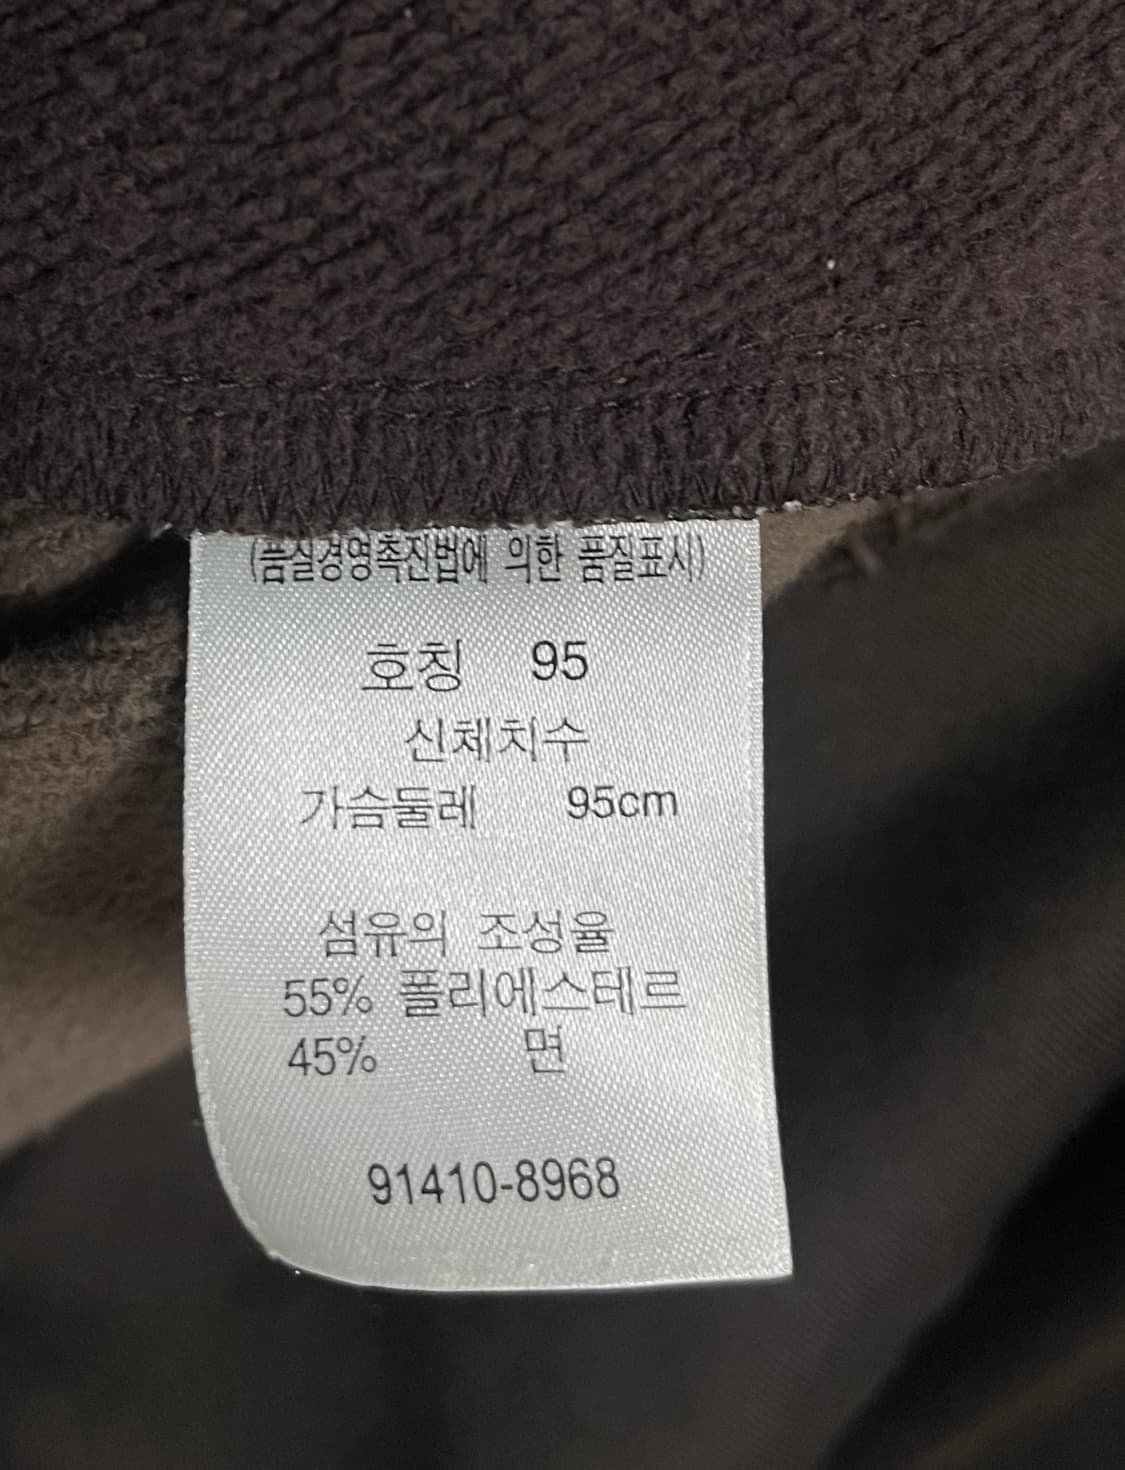 (품질경영촉진법에 의한 품질표시)
호칭 95
신체치수
가슴둘레 95cm
섬유의 조성율
55% 폴리에스테르
45% 면
91410-8968